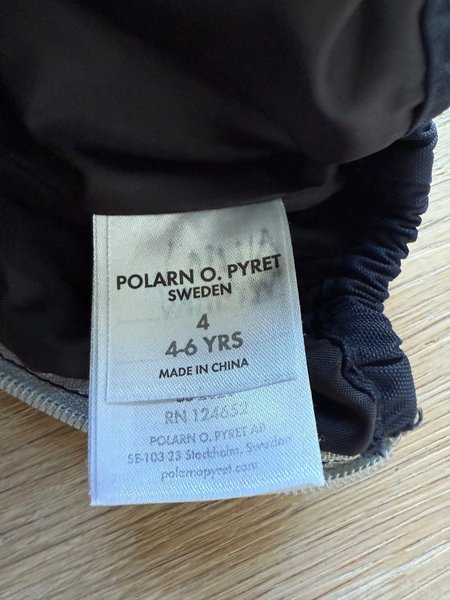 POLARN O. PYRET
SWEDEN
4
4-6 YRS
MADE IN CHINA
RN 124652
POLARN O. PYRET AB
SE-103 23 Stockholm, Sweden
polarnopyret.com